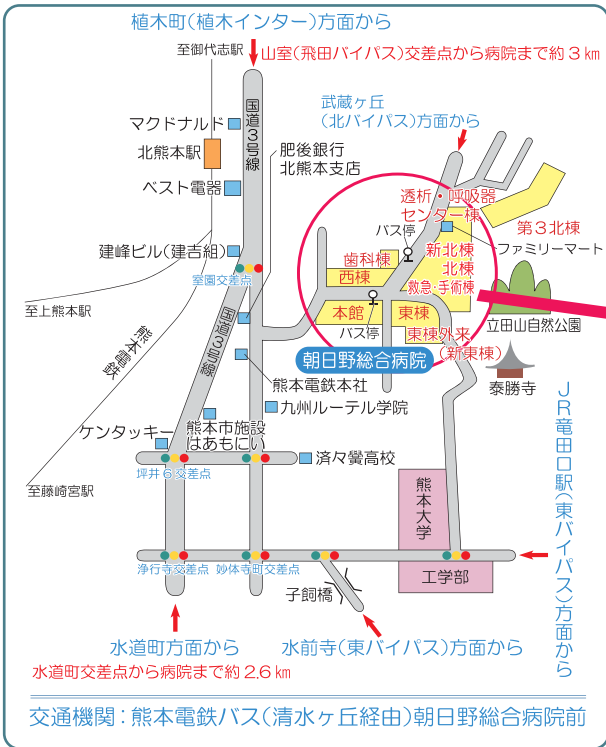 植木町(植木インター)方面から
至御代志駅
山室(飛田バイパス)交差点から病院まで約3km
国道3号線
武蔵ヶ丘
(北バイパス)方面から
マクドナルド
北熊本駅
肥後銀行
北熊本支店
ベスト電器
透析・呼吸器
センター棟
第3北棟
バス停
ファミリーマート
建峰ビル(建吉組)
新北棟
歯科棟
北棟
室園交差点
西棟
救急・手術棟
至上熊本駅
本館
東棟
立田山自然公園
国道3号線
バス停
東棟外来
(新東棟)
熊本電鉄
朝日野総合病院
泰勝寺
熊本電鉄本社
JR竜田口駅(東バイパス)方面から
九州ルーテル学院
ケンタッキー
熊本市施設
はあもにい
済々黌高校
坪井6交差点
至藤崎宮駅
熊本大学
浄行寺交差点
妙体寺町交差点
工学部
子飼橋
水道町方面から
水前寺(東バイパス)方面から
水道町交差点から病院まで約2.6km
交通機関:熊本電鉄バス(清水ヶ丘経由)朝日野総合病院前